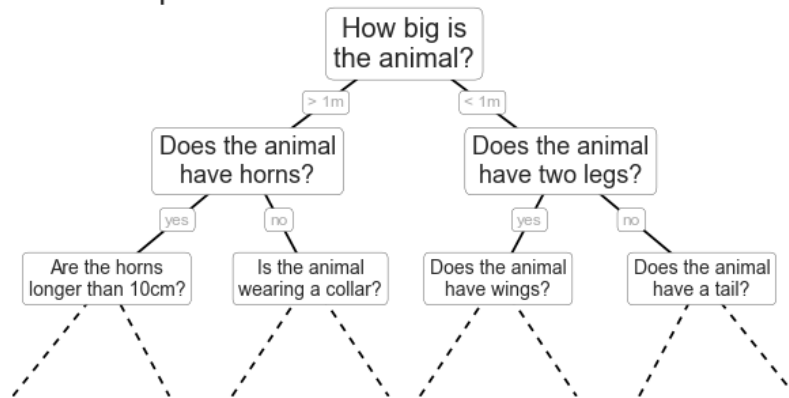 How big is
the animal?
> 1m
< 1m
Does the animal
have horns?
Does the animal
have two legs?
yes
no
yes
no
Are the horns
longer than 10cm?
Is the animal
wearing a collar?
Does the animal
have wings?
Does the animal
have a tail?